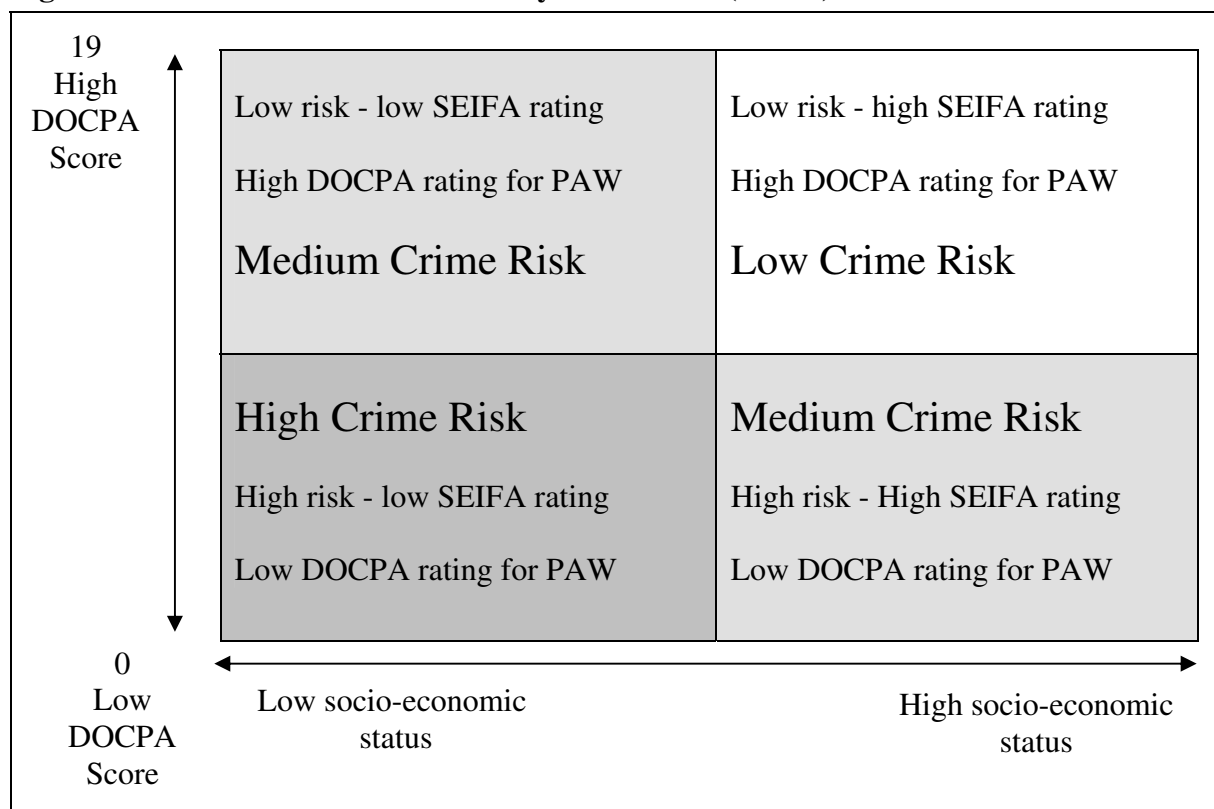 19
High
DOCPA
Score
Low risk - low SEIFA rating
High DOCPA rating for PAW
Medium Crime Risk
Low risk - high SEIFA rating
High DOCPA rating for PAW
Low Crime Risk
High Crime Risk
High risk - low SEIFA rating
Low DOCPA rating for PAW
Medium Crime Risk
High risk - High SEIFA rating
Low DOCPA rating for PAW
0
Low
DOCPA
Score
Low socio-economic
status
High socio-economic
status